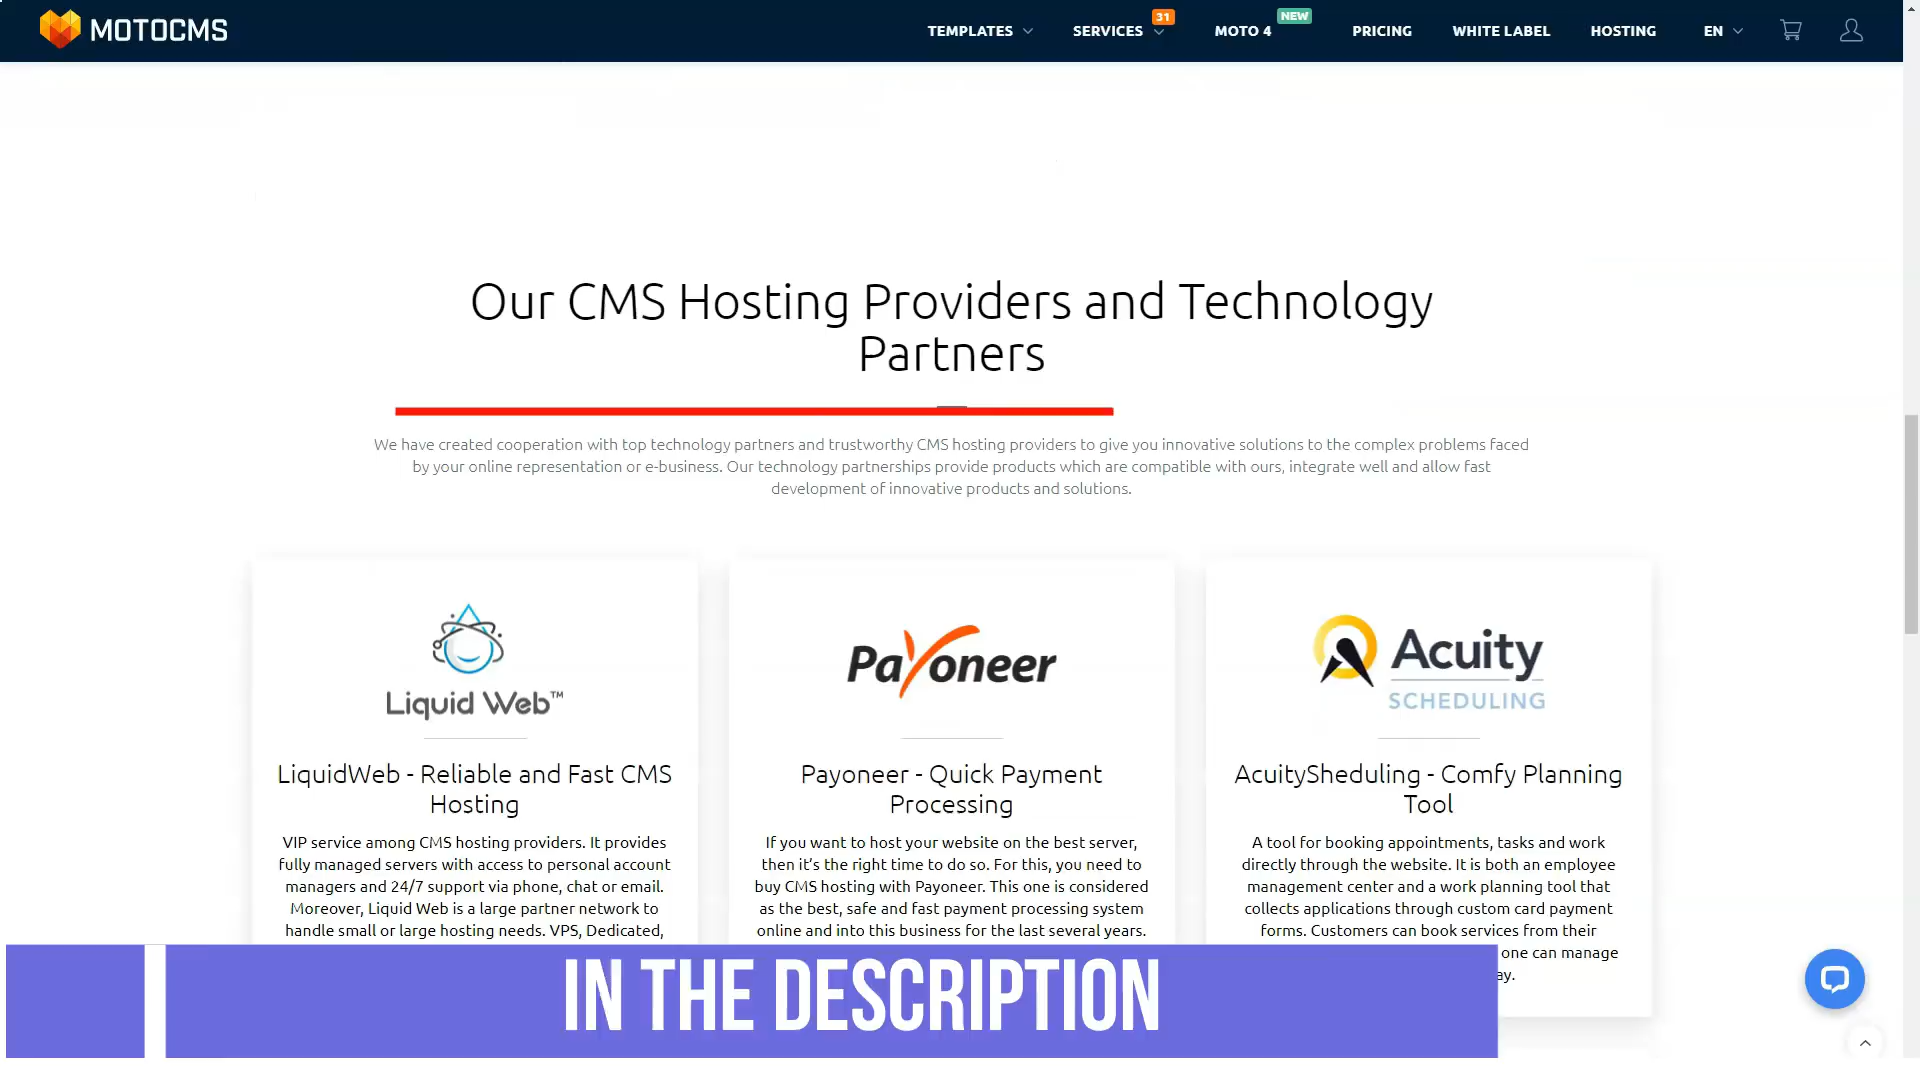 MOTOCMS
TEMPLATES
SERVICES
31
MOTO 4
NEW
PRICING
WHITE LABEL
HOSTING
EN
Our CMS Hosting Providers and Technology
Partners
We have created cooperation with top technology partners and trustworthy CMS hosting providers to give you innovative solutions to the complex problems faced
by your online representation or e-business. Our technology partnerships provide products which are compatible with ours, integrate well and allow fast
development of innovative products and solutions.
Liquid Web™
LiquidWeb - Reliable and Fast CMS
Hosting
VIP service among CMS hosting providers. It provides
fully managed servers with access to personal account
managers and 24/7 support via phone, chat or email.
Moreover, Liquid Web is a large partner network to
handle small or large hosting needs. VPS, Dedicated,
Payoneer
Payoneer - Quick Payment
Processing
If you want to host your website on the best server,
then it’s the right time to do so. For this, you need to
buy CMS hosting with Payoneer. This one is considered
as the best, safe and fast payment processing system
online and into this business for the last several years.
Acuity
SCHEDULING
AcuitySheduling - Comfy Planning
Tool
A tool for booking appointments, tasks and work
directly through the website. It is both an employee
management center and a work planning tool that
collects applications through custom card payment
forms. Customers can book services from their
one can manage
IN THE DESCRIPTION